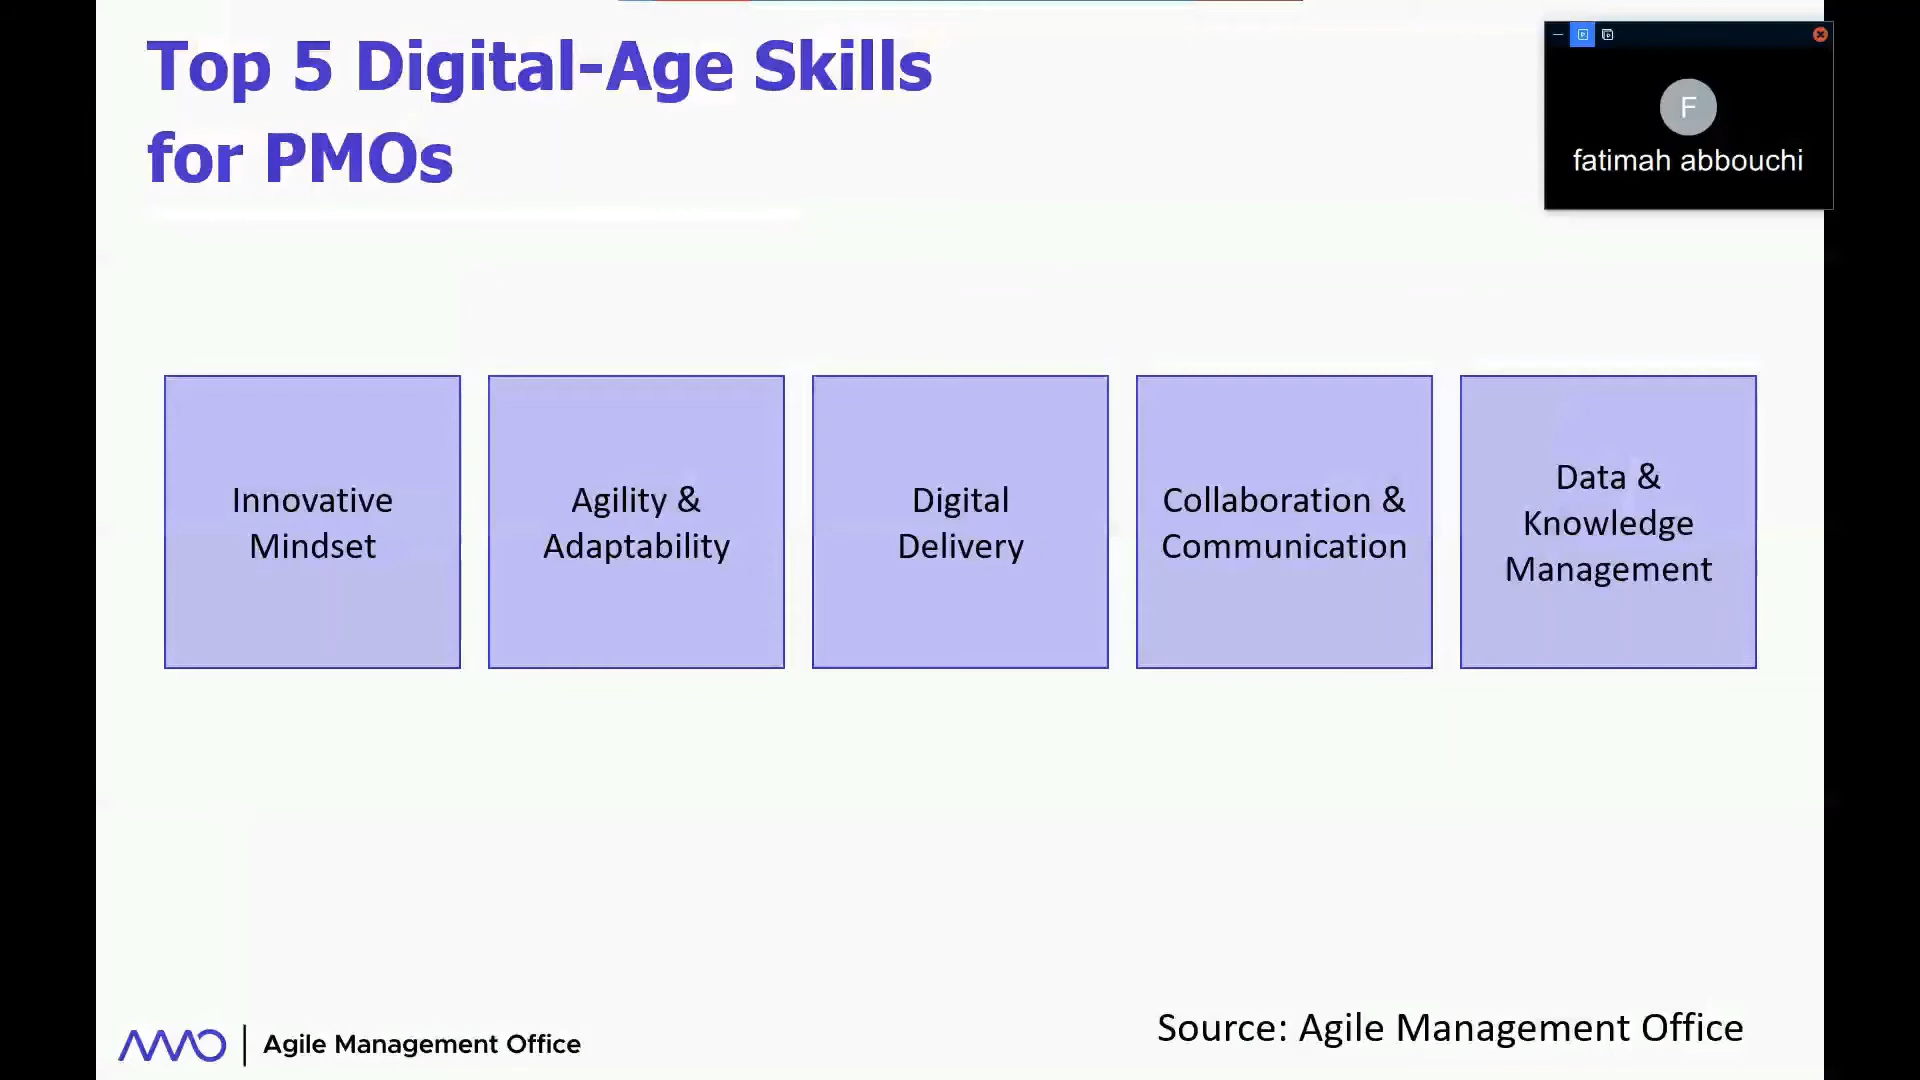 Top 5 Digital-Age Skills
for PMOs
F
fatimah abbouchi
Innovative
Mindset
Agility &
Adaptability
Digital
Delivery
Collaboration &
Communication
Data &
Knowledge
Management
AMO
Agile Management Office
Source: Agile Management Office